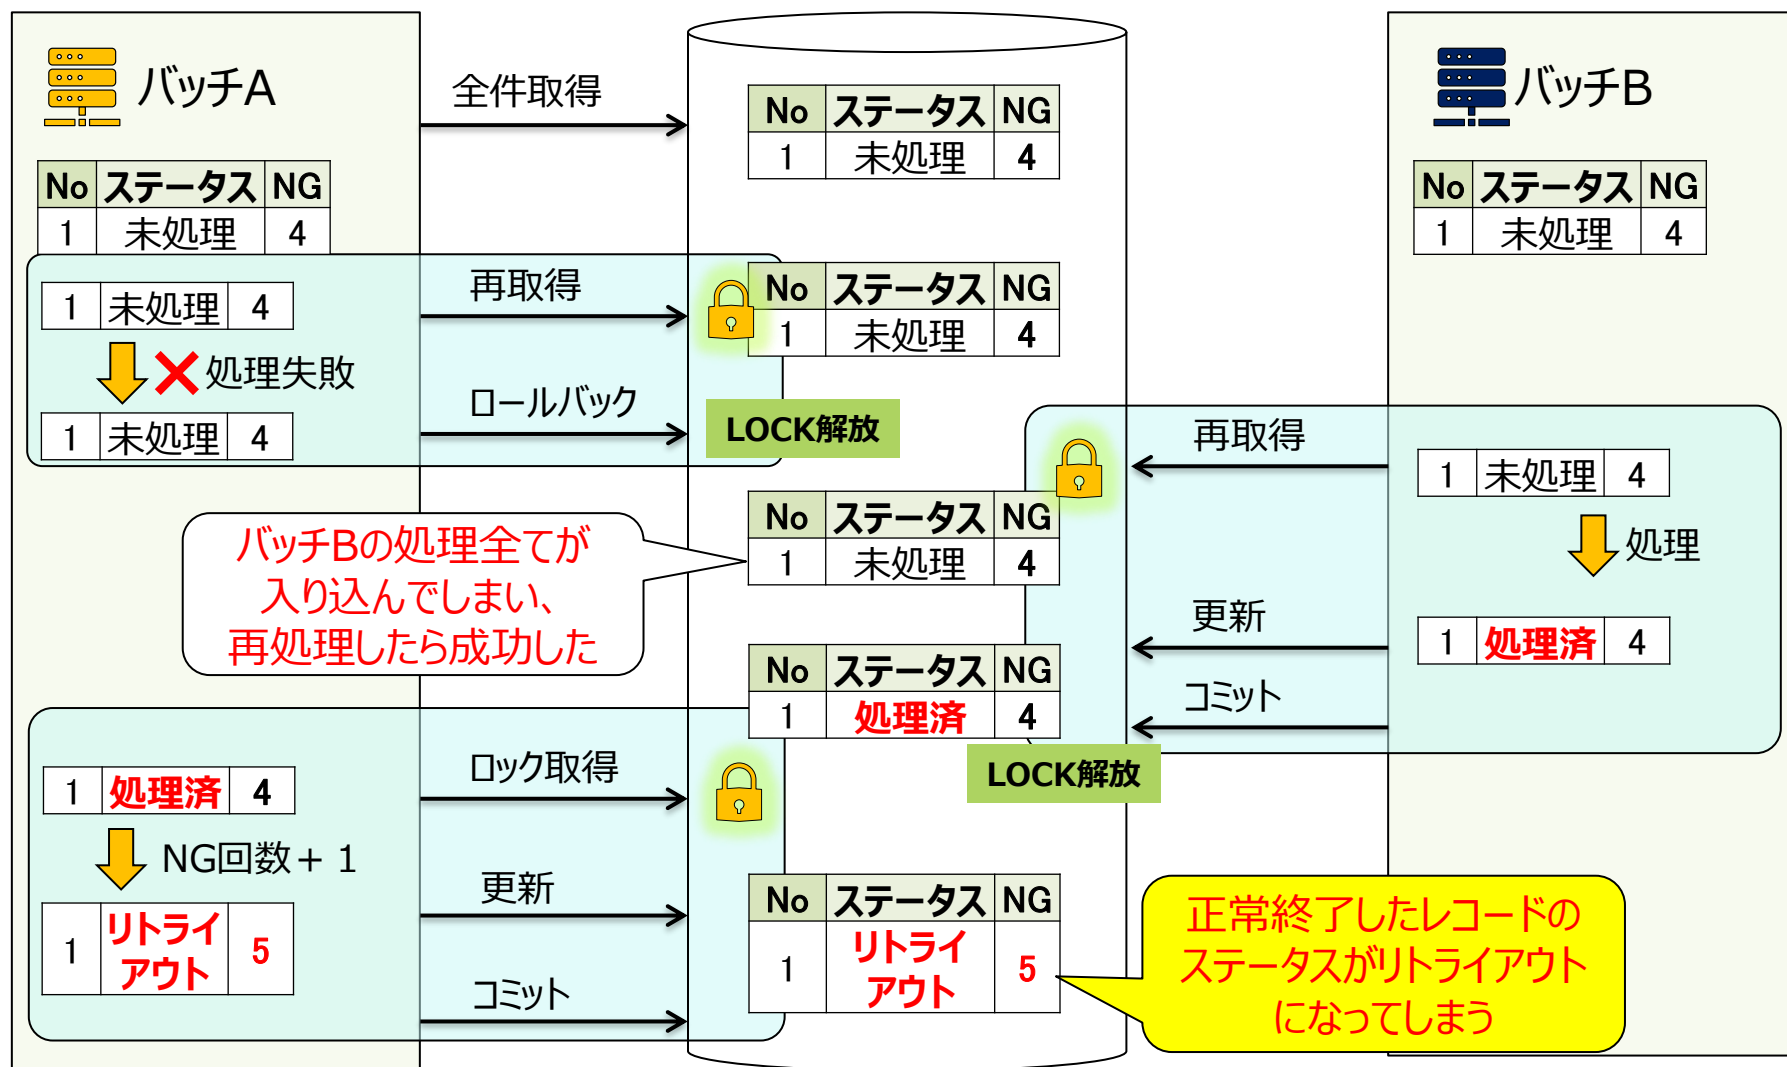 バッチA
全件取得
No ステータス NG
1 未処理 4
バッチB
No ステータス NG
1 未処理 4
No ステータス NG
1 未処理 4
再取得
1 未処理 4
No ステータス NG
1 未処理 4
処理失敗
ロールバック
1 未処理 4
LOCK解放
再取得
1 未処理 4
バッチBの処理全てが
入り込んでしまい、
再処理したら成功した
No ステータス NG
1 未処理 4
処理
更新
1 処理済 4
No ステータス NG
1 処理済 4
コミット
LOCK解放
ロック取得
1 処理済 4
NG回数+1
更新
1 リトライ 5
アウト
No ステータス NG
1 リトライ 5
アウト
コミット
正常終了したレコードの
ステータスがリトライアウト
になってしまう